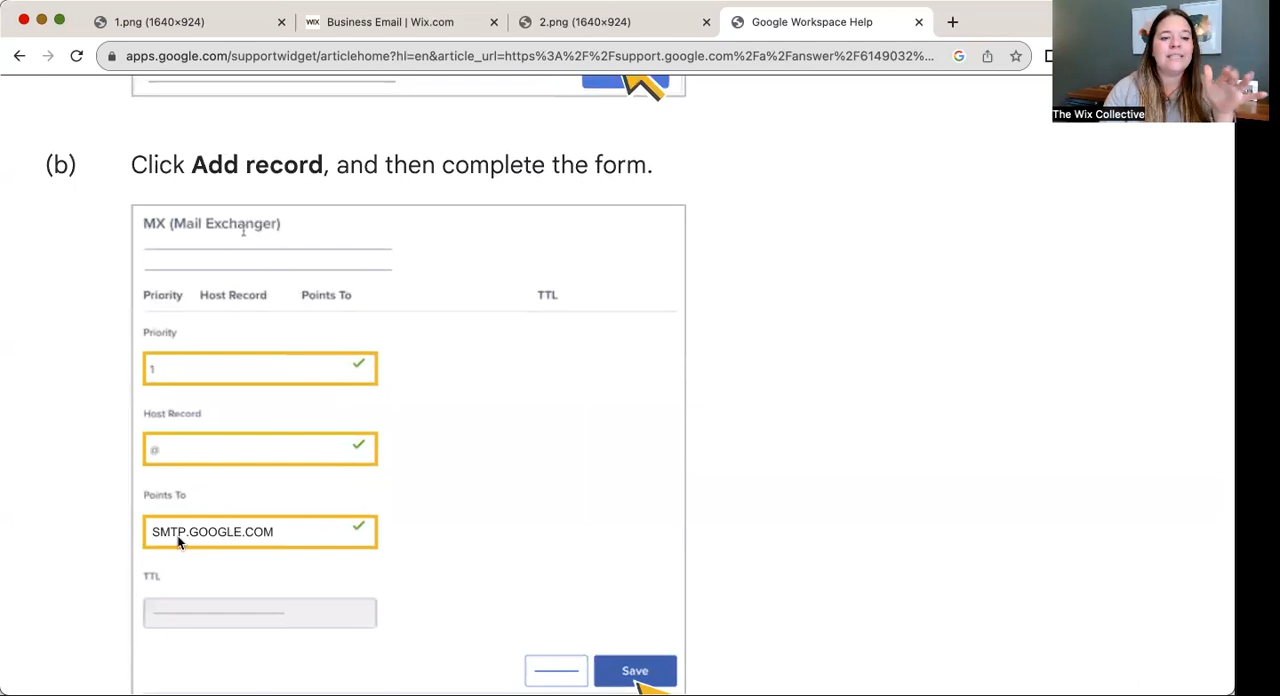 1.png (1640×924)
WIX Business Email | Wix.com
2.png (1640×924)
Google Workspace Help
apps.google.com/supportwidget/articlehome?hl=en&article_url=https%3A%2F%2Fsupport.google.com%2Fa%2Fanswer%2F6149032%...
The Wix Collective
(b) Click Add record, and then complete the form.
MX (Mail Exchanger)
Priority Host Record Points To TTL
Priority
1
Host Record
@
Points To
SMTP.GOOGLE.COM
TTL
Save